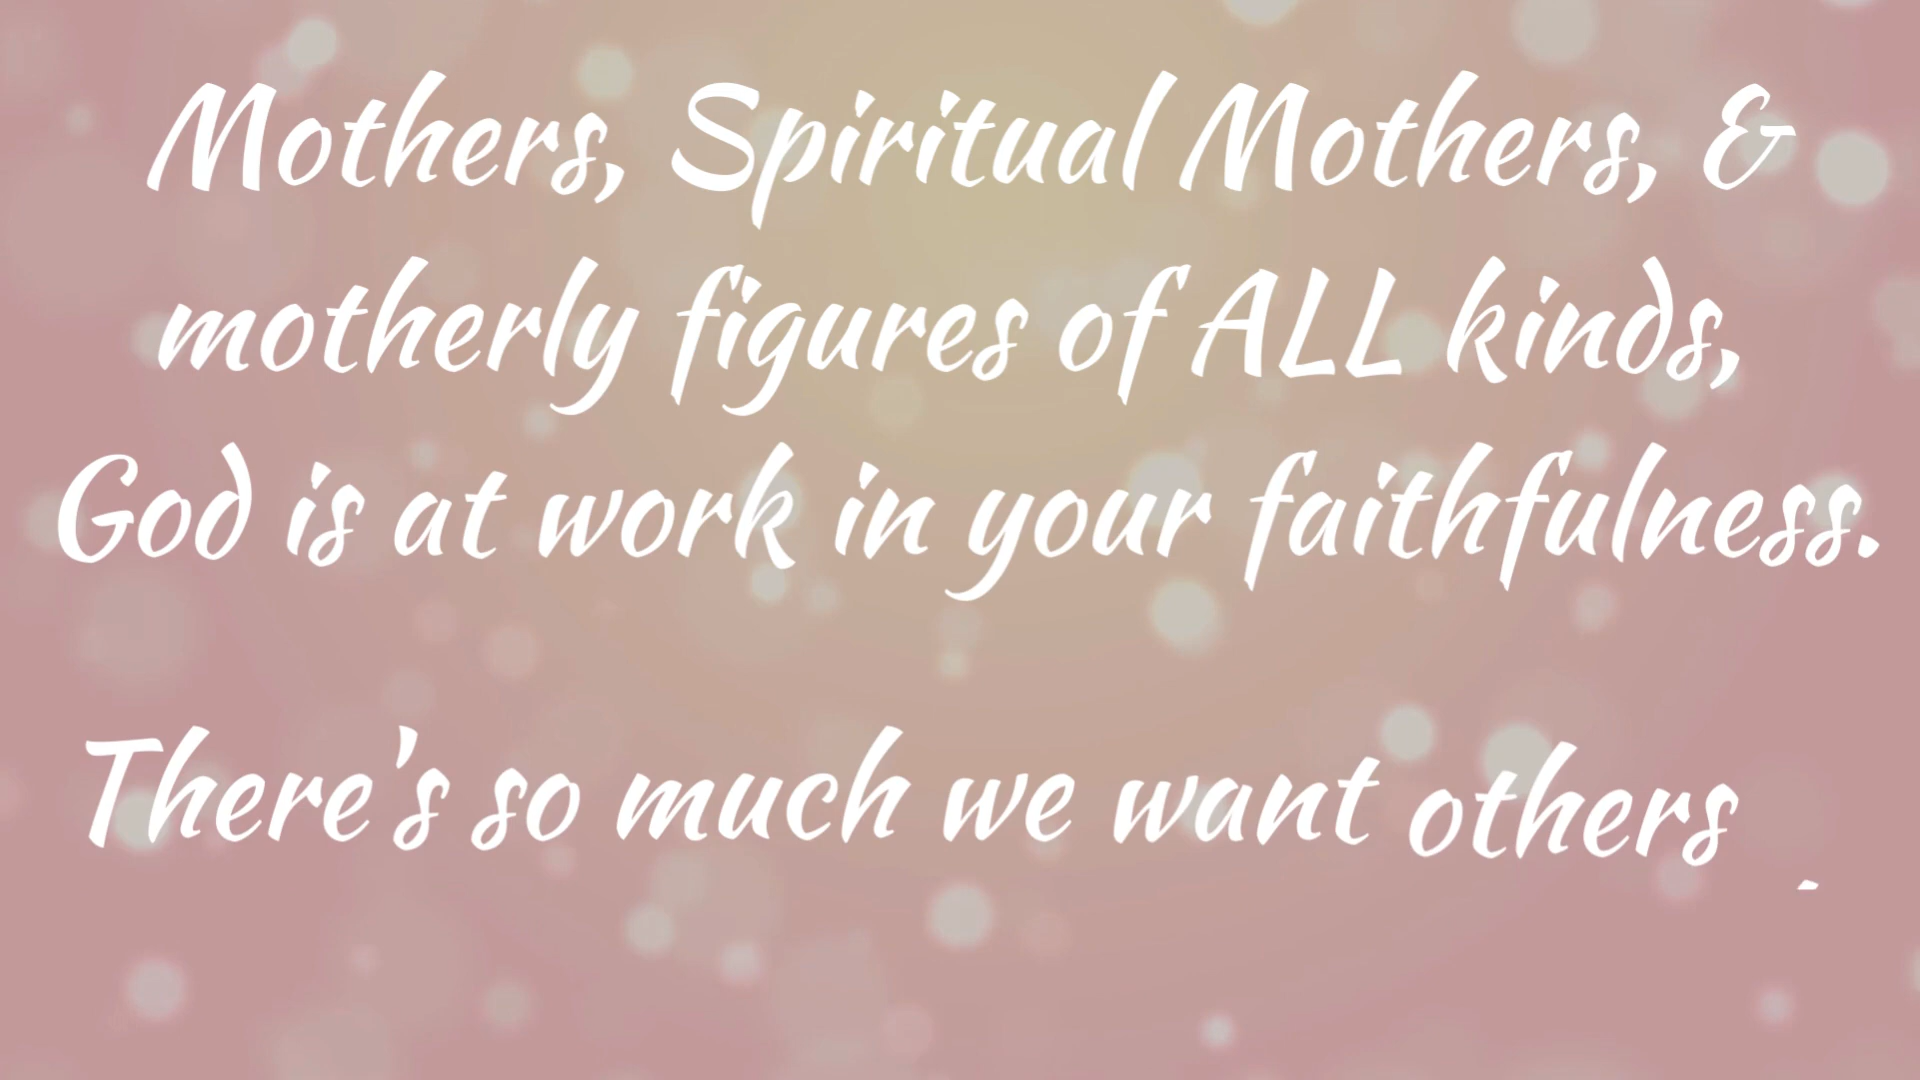 Mothers, Spiritual Mothers, &
motherly figures of ALL kinds,
God is at work in your faithfulness.
There's so much we want others